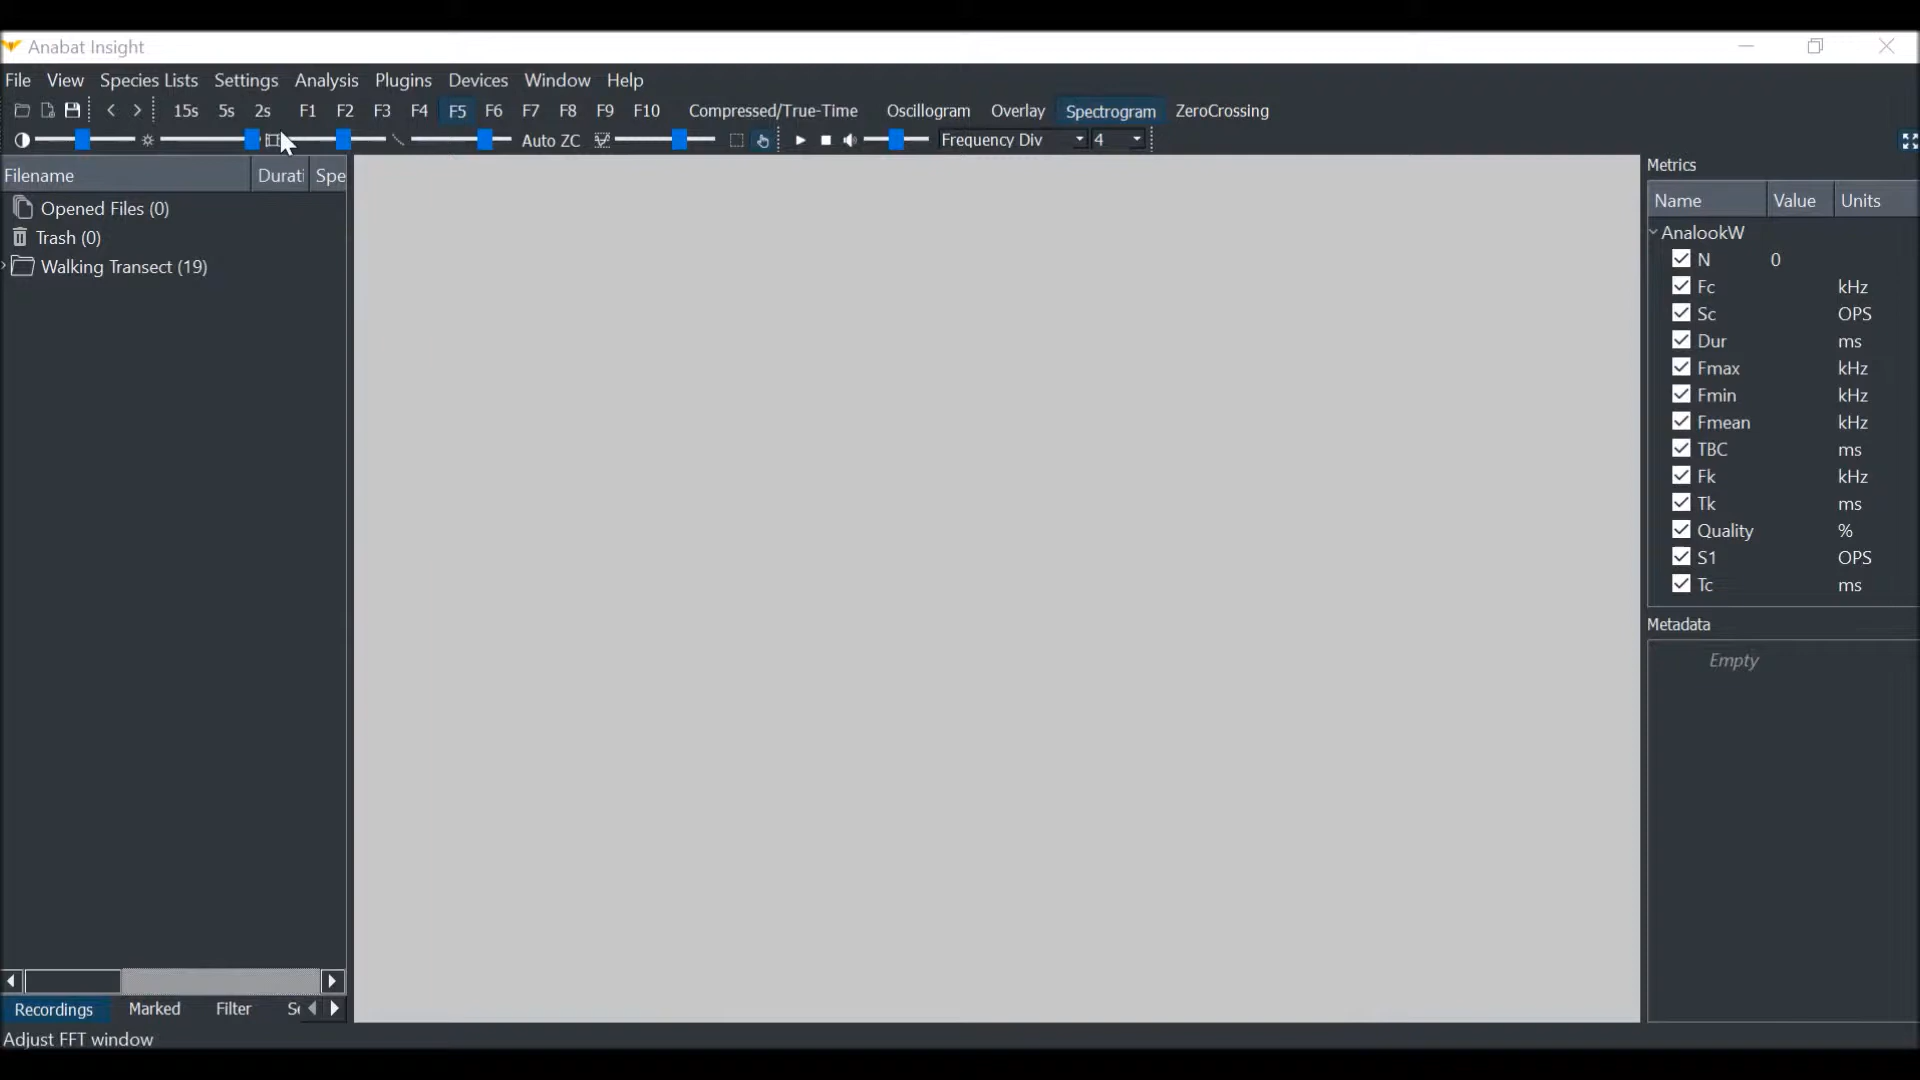 Anabat Insight
File View Species Lists Settings Analysis Plugins Devices Window Help
15s 5s 2s F1 F2 F3 F4 F5 F6 F7 F8 F9 F10 Compressed/True-Time Oscillogram Overlay Spectrogram ZeroCrossing
Auto ZC Frequency Div 4
Filename Durati Spe
Opened Files (0)
Trash (0)
Walking Transect (19)
Metrics
Name Value Units
AnalookW
N 0
Fc kHz
Sc OPS
Dur ms
Fmax kHz
Fmin kHz
Fmean kHz
TBC ms
Fk kHz
Tk ms
Quality %
S1 OPS
Tc ms
Metadata
Empty
Recordings Marked Filter
Adjust FFT window